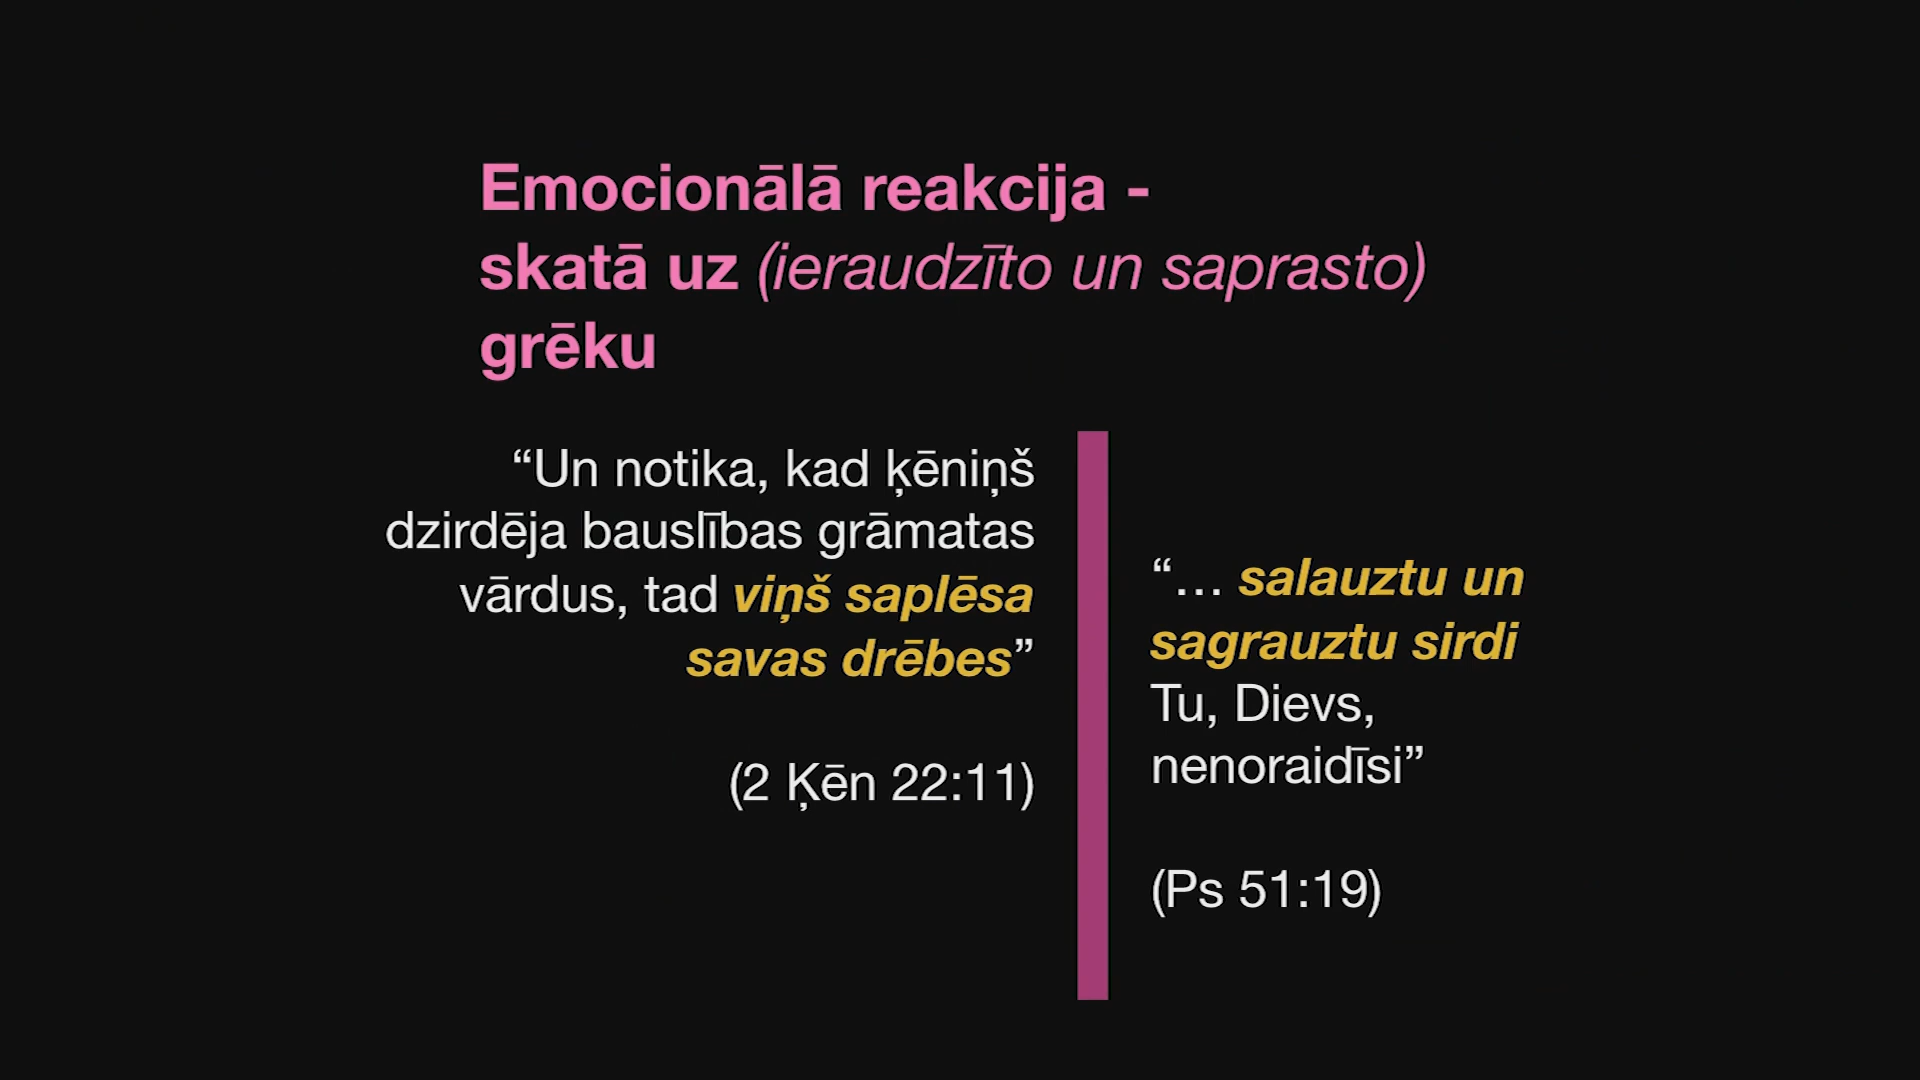 Emocionālā reakcija -
skatā uz (ieraudzīto un saprasto)
grēku
“Un notika, kad ķēniņš
dzirdēja bauslības grāmatas
vārdus, tad viņš saplēsa
savas drēbes”
(2 Ķēn 22:11)
“… salauztu un
sagrauztu sirdi
Tu, Dievs,
nenoraidīsi”
(Ps 51:19)